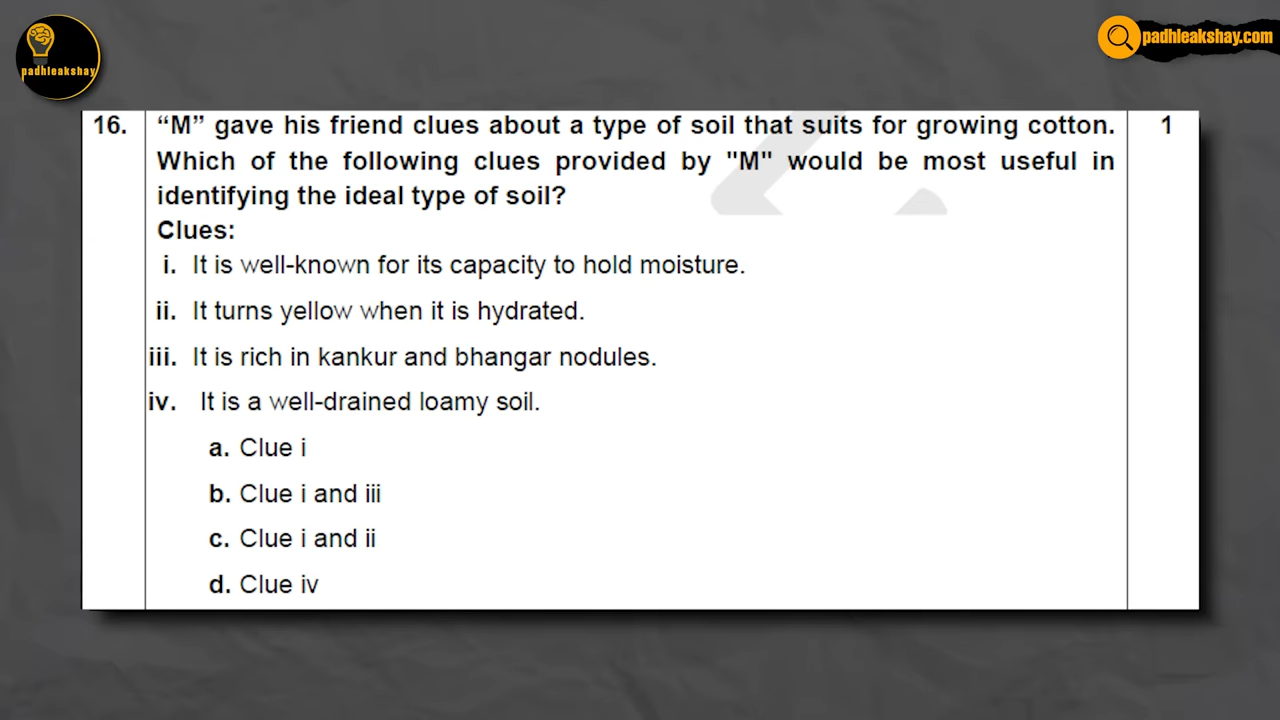 padhleakshay
padhleakshay.com
16. “M” gave his friend clues about a type of soil that suits for growing cotton. 1
Which of the following clues provided by "M" would be most useful in
identifying the ideal type of soil?
Clues:
i. It is well-known for its capacity to hold moisture.
ii. It turns yellow when it is hydrated.
iii. It is rich in kankur and bhangar nodules.
iv. It is a well-drained loamy soil.
a. Clue i
b. Clue i and iii
c. Clue i and ii
d. Clue iv